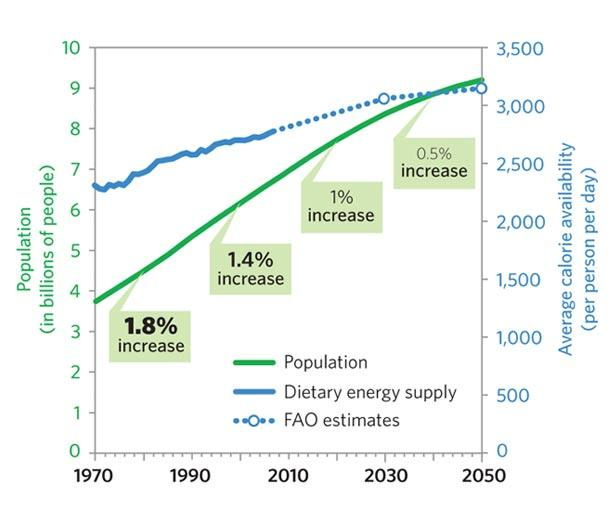 10
9
8
7
6
5
4
3
2
1
0
Population
(in billions of people)
3,500
3,000
2,500
2,000
1,500
1,000
500
0
Average calorie availability
(per person per day)
0.5%
increase
1%
increase
1.4%
increase
1.8%
increase
Population
Dietary energy supply
FAO estimates
1970 1990 2010 2030 2050